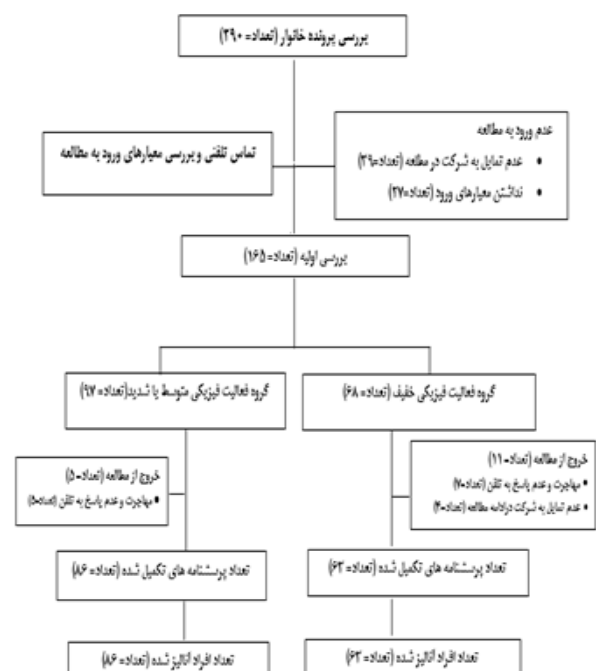 بررسی پرونده خانوار (تعداد= ۲۹۰)
عدم ورود به مطالعه
• عدم تمایل به شرکت در مطلعه (تعداد=۳۹)
• نداشتن معیارهای ورود (تعداد=۲۷)
تماس تلفنی و بررسی معیارهای ورود به مطالعه
بررسی اولیه (تعداد= ۱۶۵)
گروه فعالیت فیزیکی خفیف (تعداد= ۶۸)
گروه فعالیت فیزیکی متوسط یا شدید(تعداد= ۹۷)
خروج از مطالعه (تعداد=۱۱)
• مهاجرت و عدم پاسخ به تلفن (تعداد=۷)
• عدم تمایل به شرکت درادامه مطالعه (تعداد=۴)
خروج از مطالعه (تعداد=۵)
• مهاجرت و عدم پاسخ به تلفن (تعداد=۵)
تعداد پرسشنامه های تکمیل شده (تعداد= ۶۲)
تعداد پرسشنامه های تکمیل شده (تعداد= ۸۶)
تعداد افراد آنالیز شده (تعداد= ۶۲)
تعداد افراد آنالیز شده (تعداد= ۸۶)